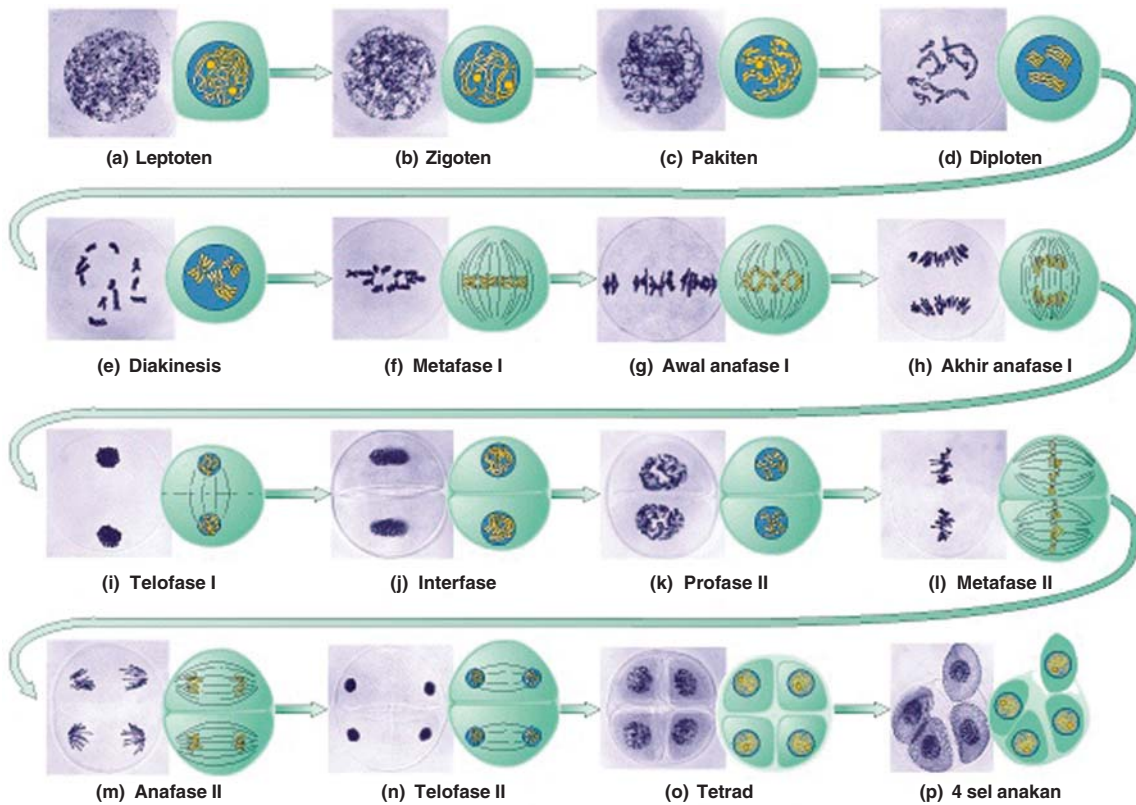 (a) Leptoten
(b) Zigoten
(c) Pakiten
(d) Diploten
(e) Diakinesis
(f) Metafase I
(g) Awal anafase I
(h) Akhir anafase I
(i) Telofase I
(j) Interfase
(k) Profase II
(l) Metafase II
(m) Anafase II
(n) Telofase II
(o) Tetrad
(p) 4 sel anakan